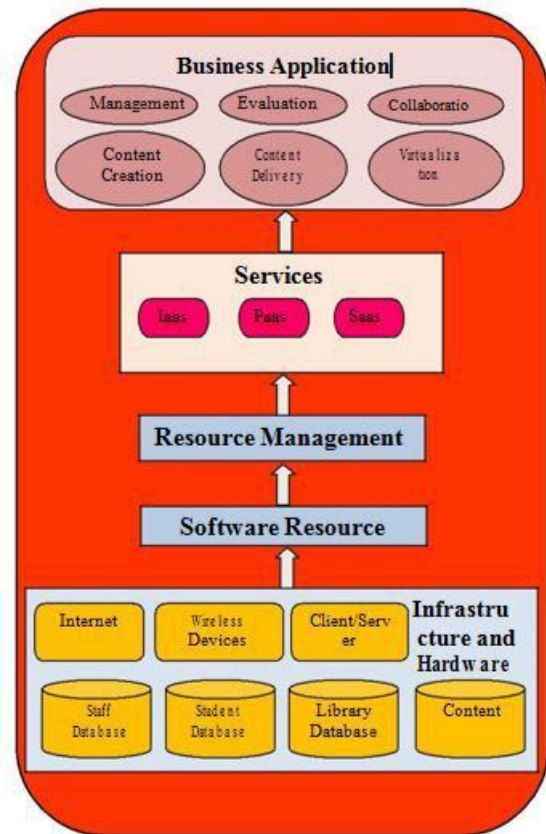 Business Application
Management
Evaluation
Collaboratio
Content
Creation
Content
Delivery
Virtualiza
tion
Services
Iaas
Paas
Saas
Resource Management
Software Resource
Internet
Wireless
Devices
Client/Serv
er
Infrastru
cture and
Hardware
Staff
Database
Student
Database
Library
Database
Content